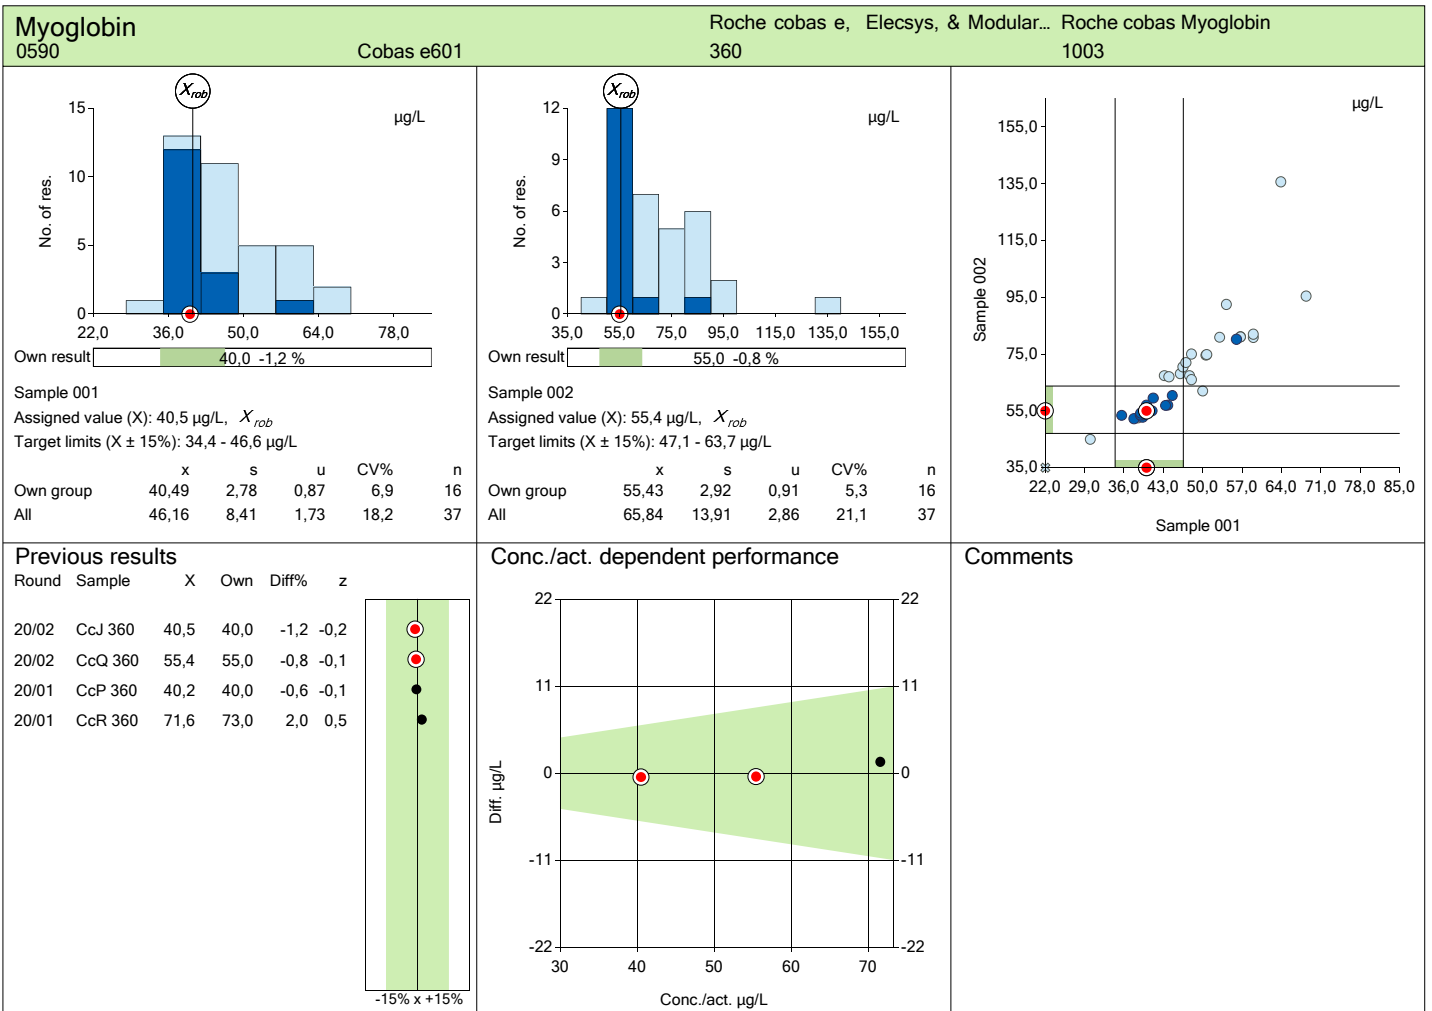 Myoglobin
Roche cobas e, Elecsys, & Modular... Roche cobas Myoglobin
0590 Cobas e601 360 1003
X rob
µg/L
No. of res.
15
10
5
0
22,0 36,0 50,0 64,0 78,0
Own result 40,0 -1,2 %
Sample 001
Assigned value (X): 40,5 µg/L, X rob
Target limits (X ± 15%): 34,4 - 46,6 µg/L
x s u CV% n
Own group 40,49 2,78 0,87 6,9 16
All 46,16 8,41 1,73 18,2 37
X rob
µg/L
No. of res.
12
9
6
3
0
35,0 55,0 75,0 95,0 115,0 135,0 155,0
Own result 55,0 -0,8 %
Sample 002
Assigned value (X): 55,4 µg/L, X rob
Target limits (X ± 15%): 47,1 - 63,7 µg/L
x s u CV% n
Own group 55,43 2,92 0,91 5,3 16
All 65,84 13,91 2,86 21,1 37
µg/L
Sample 002
155,0
135,0
115,0
95,0
75,0
55,0
35,0
22,0 29,0 36,0 43,0 50,0 57,0 64,0 71,0 78,0 85,0
Sample 001
Previous results
Round Sample X Own Diff% z
20/02 CcJ 360 40,5 40,0 -1,2 -0,2
20/02 CcQ 360 55,4 55,0 -0,8 -0,1
20/01 CcP 360 40,2 40,0 -0,6 -0,1
20/01 CcR 360 71,6 73,0 2,0 0,5
-15% x +15%
Conc./act. dependent performance
22 22
11 11
0 0
-11 -11
-22 -22
Diff. µg/L
30 40 50 60 70
Conc./act. µg/L
Comments